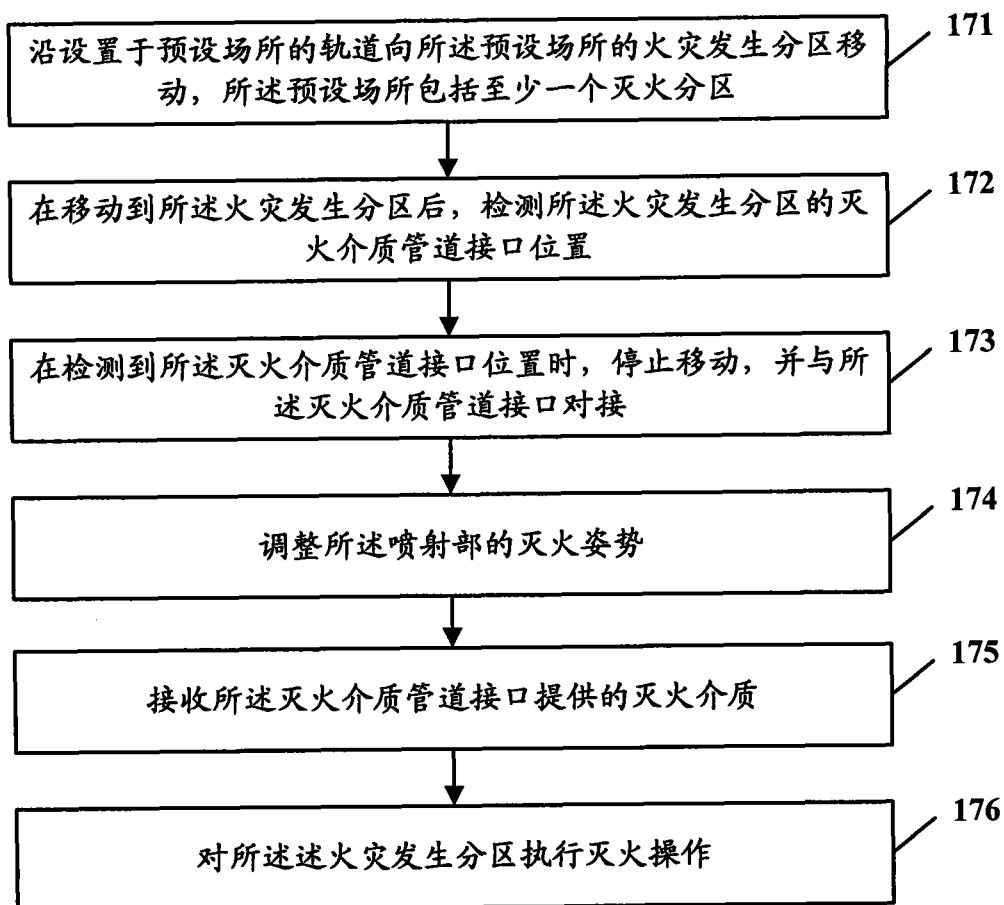 沿设置于预设场所的轨道向所述预设场所的火灾发生分区移
动，所述预设场所包括至少一个灭火分区
171
在移动到所述火灾发生分区后，检测所述火灾发生分区的灭
火介质管道接口位置
172
在检测到所述灭火介质管道接口位置时，停止移动，并与所
述灭火介质管道接口对接
173
调整所述喷射部的灭火姿势
174
接收所述灭火介质管道接口提供的灭火介质
175
对所述述火灾发生分区执行灭火操作
176